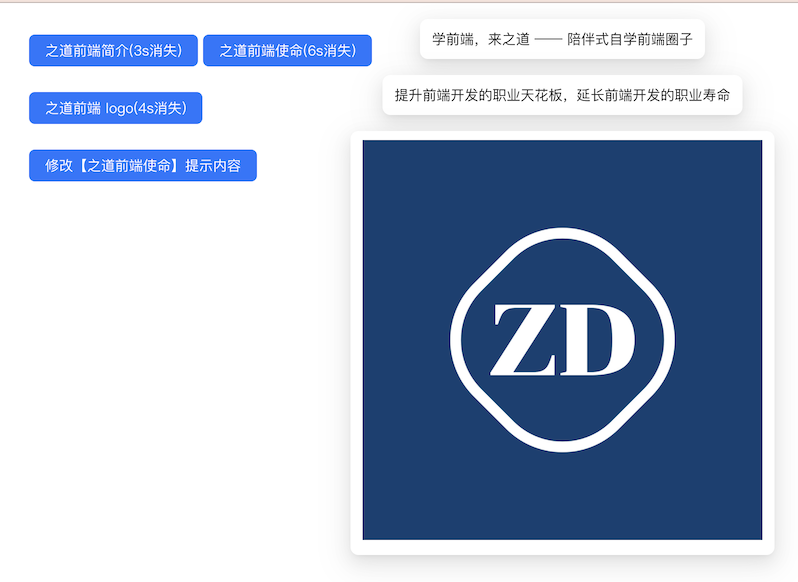 之道前端简介(3s消失)
之道前端使命(6s消失)
之道前端 logo(4s消失)
修改【之道前端使命】提示内容
学前端，来之道 —— 陪伴式自学前端圈子
提升前端开发的职业天花板，延长前端开发的职业寿命
ZD